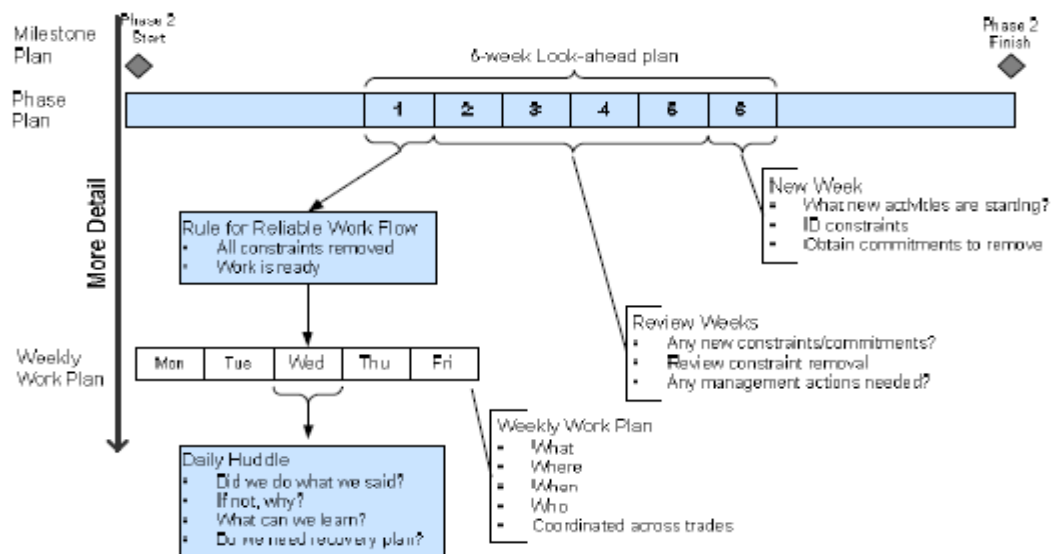 Milestone
Plan
Phase 2
Start
Phase 2
Finish
6-week Look-ahead plan
Phase
Plan
1 2 3 4 5 6
More Detail
New Week
▪ What new activities are starting?
▪ ID constraints
▪ Obtain commitments to remove
Rule for Reliable Work Flow
• All constraints removed
• Work is ready
Review Weeks
▪ Any new constraints/commitments?
▪ Review constraint removal
▪ Any management actions needed?
Weekly
Work Plan
Mon Tue Wed Thu Fri
Weekly Work Plan
▪ What
▪ Where
▪ When
▪ Who
▪ Coordinated across trades
Daily Huddle
▪ Did we do what we said?
▪ If not, why?
▪ What can we learn?
▪ Do we need recovery plan?